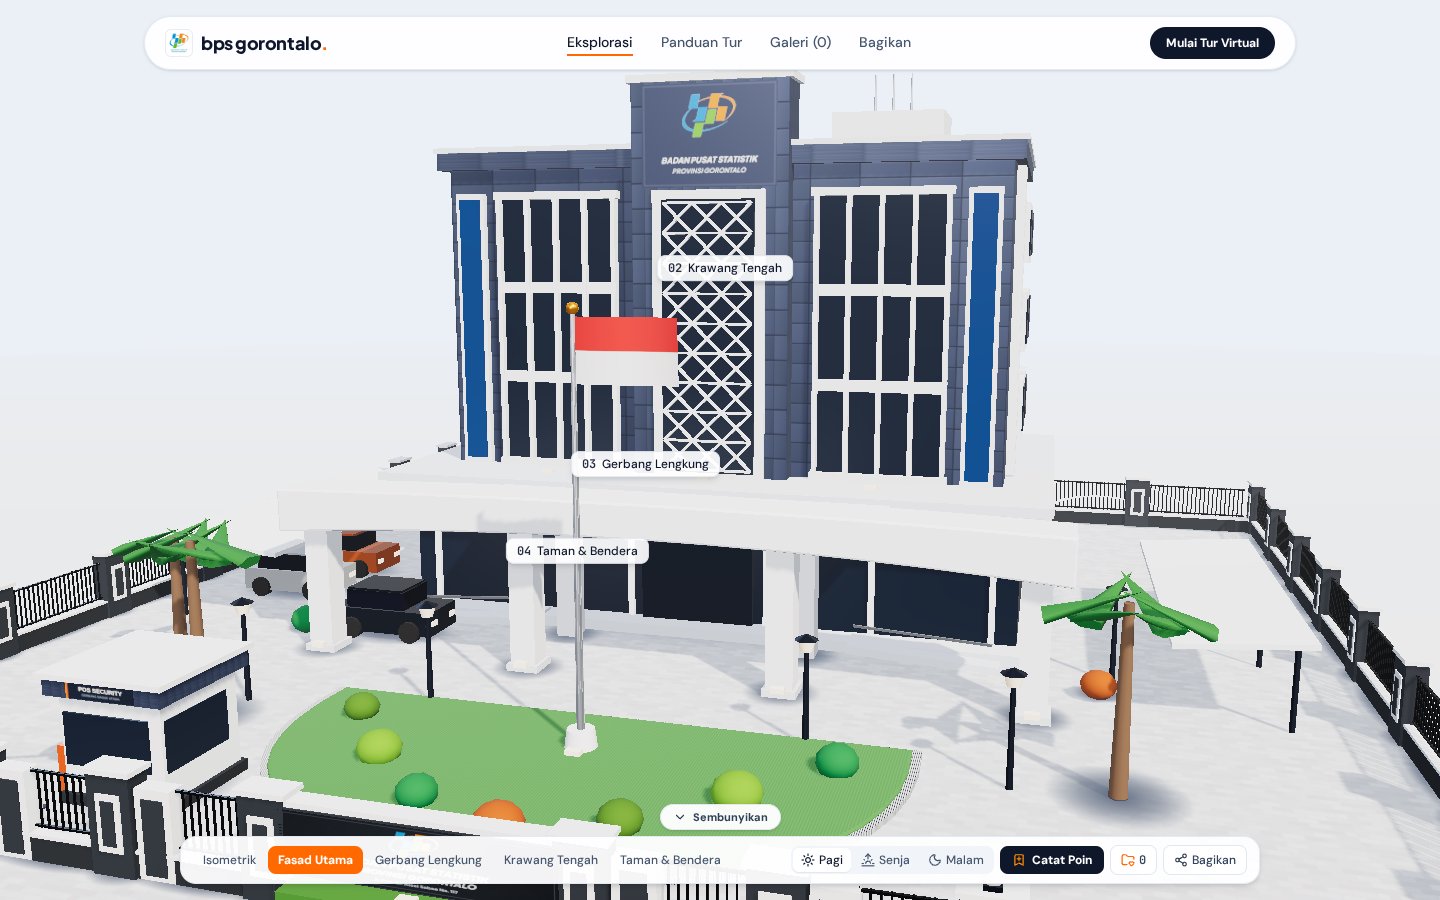 bpsgorontalo.
Eksplorasi
Panduan Tur
Galeri (0)
Bagikan
Mulai Tur Virtual
BADAN PUSAT STATISTIK
PROVINSI GORONTALO
02 Krawang Tengah
03 Gerbang Lengkung
04 Taman & Bendera
POS SECURITY
Sembunyikan
Isometrik
Fasad Utama
Gerbang Lengkung
Krawang Tengah
Taman & Bendera
Pagi
Senja
Malam
Catat Poin
0
Bagikan